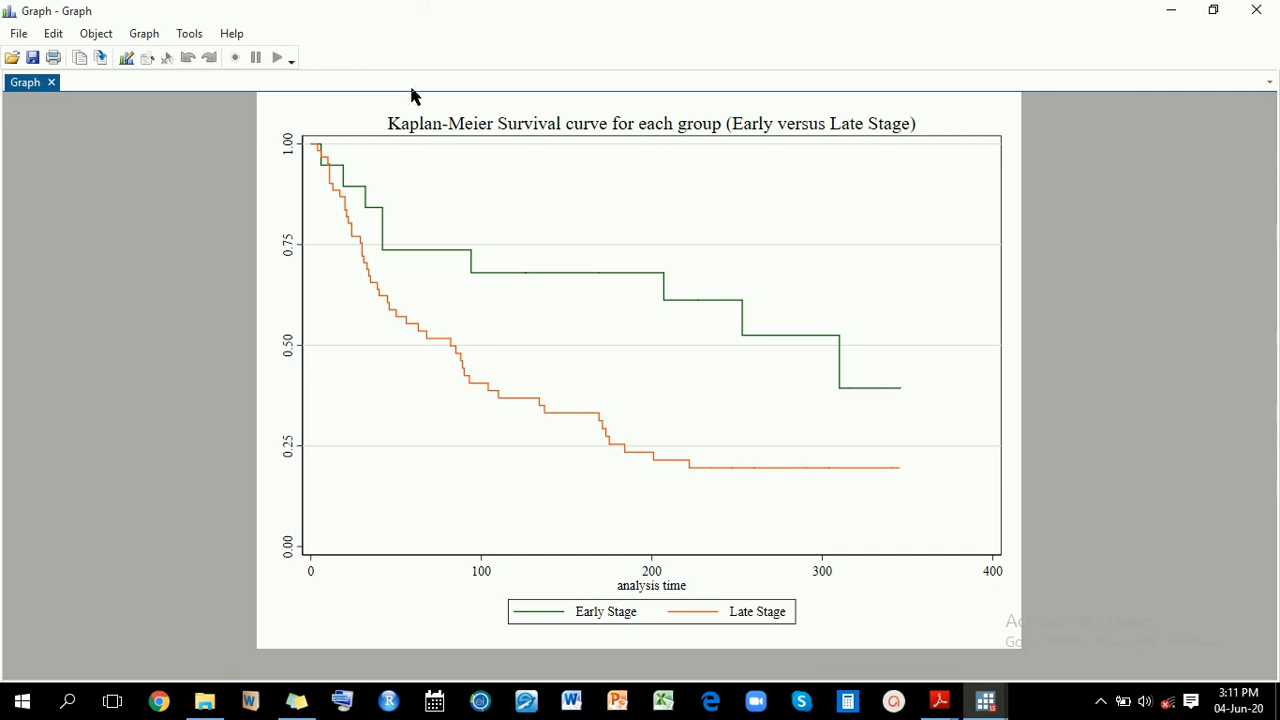 Graph - Graph
File Edit Object Graph Tools Help
Graph
Kaplan-Meier Survival curve for each group (Early versus Late Stage)
1.00
0.75
0.50
0.25
0.00
0 100 200 300 400
analysis time
Early Stage Late Stage
3:11 PM
04-Jun-20